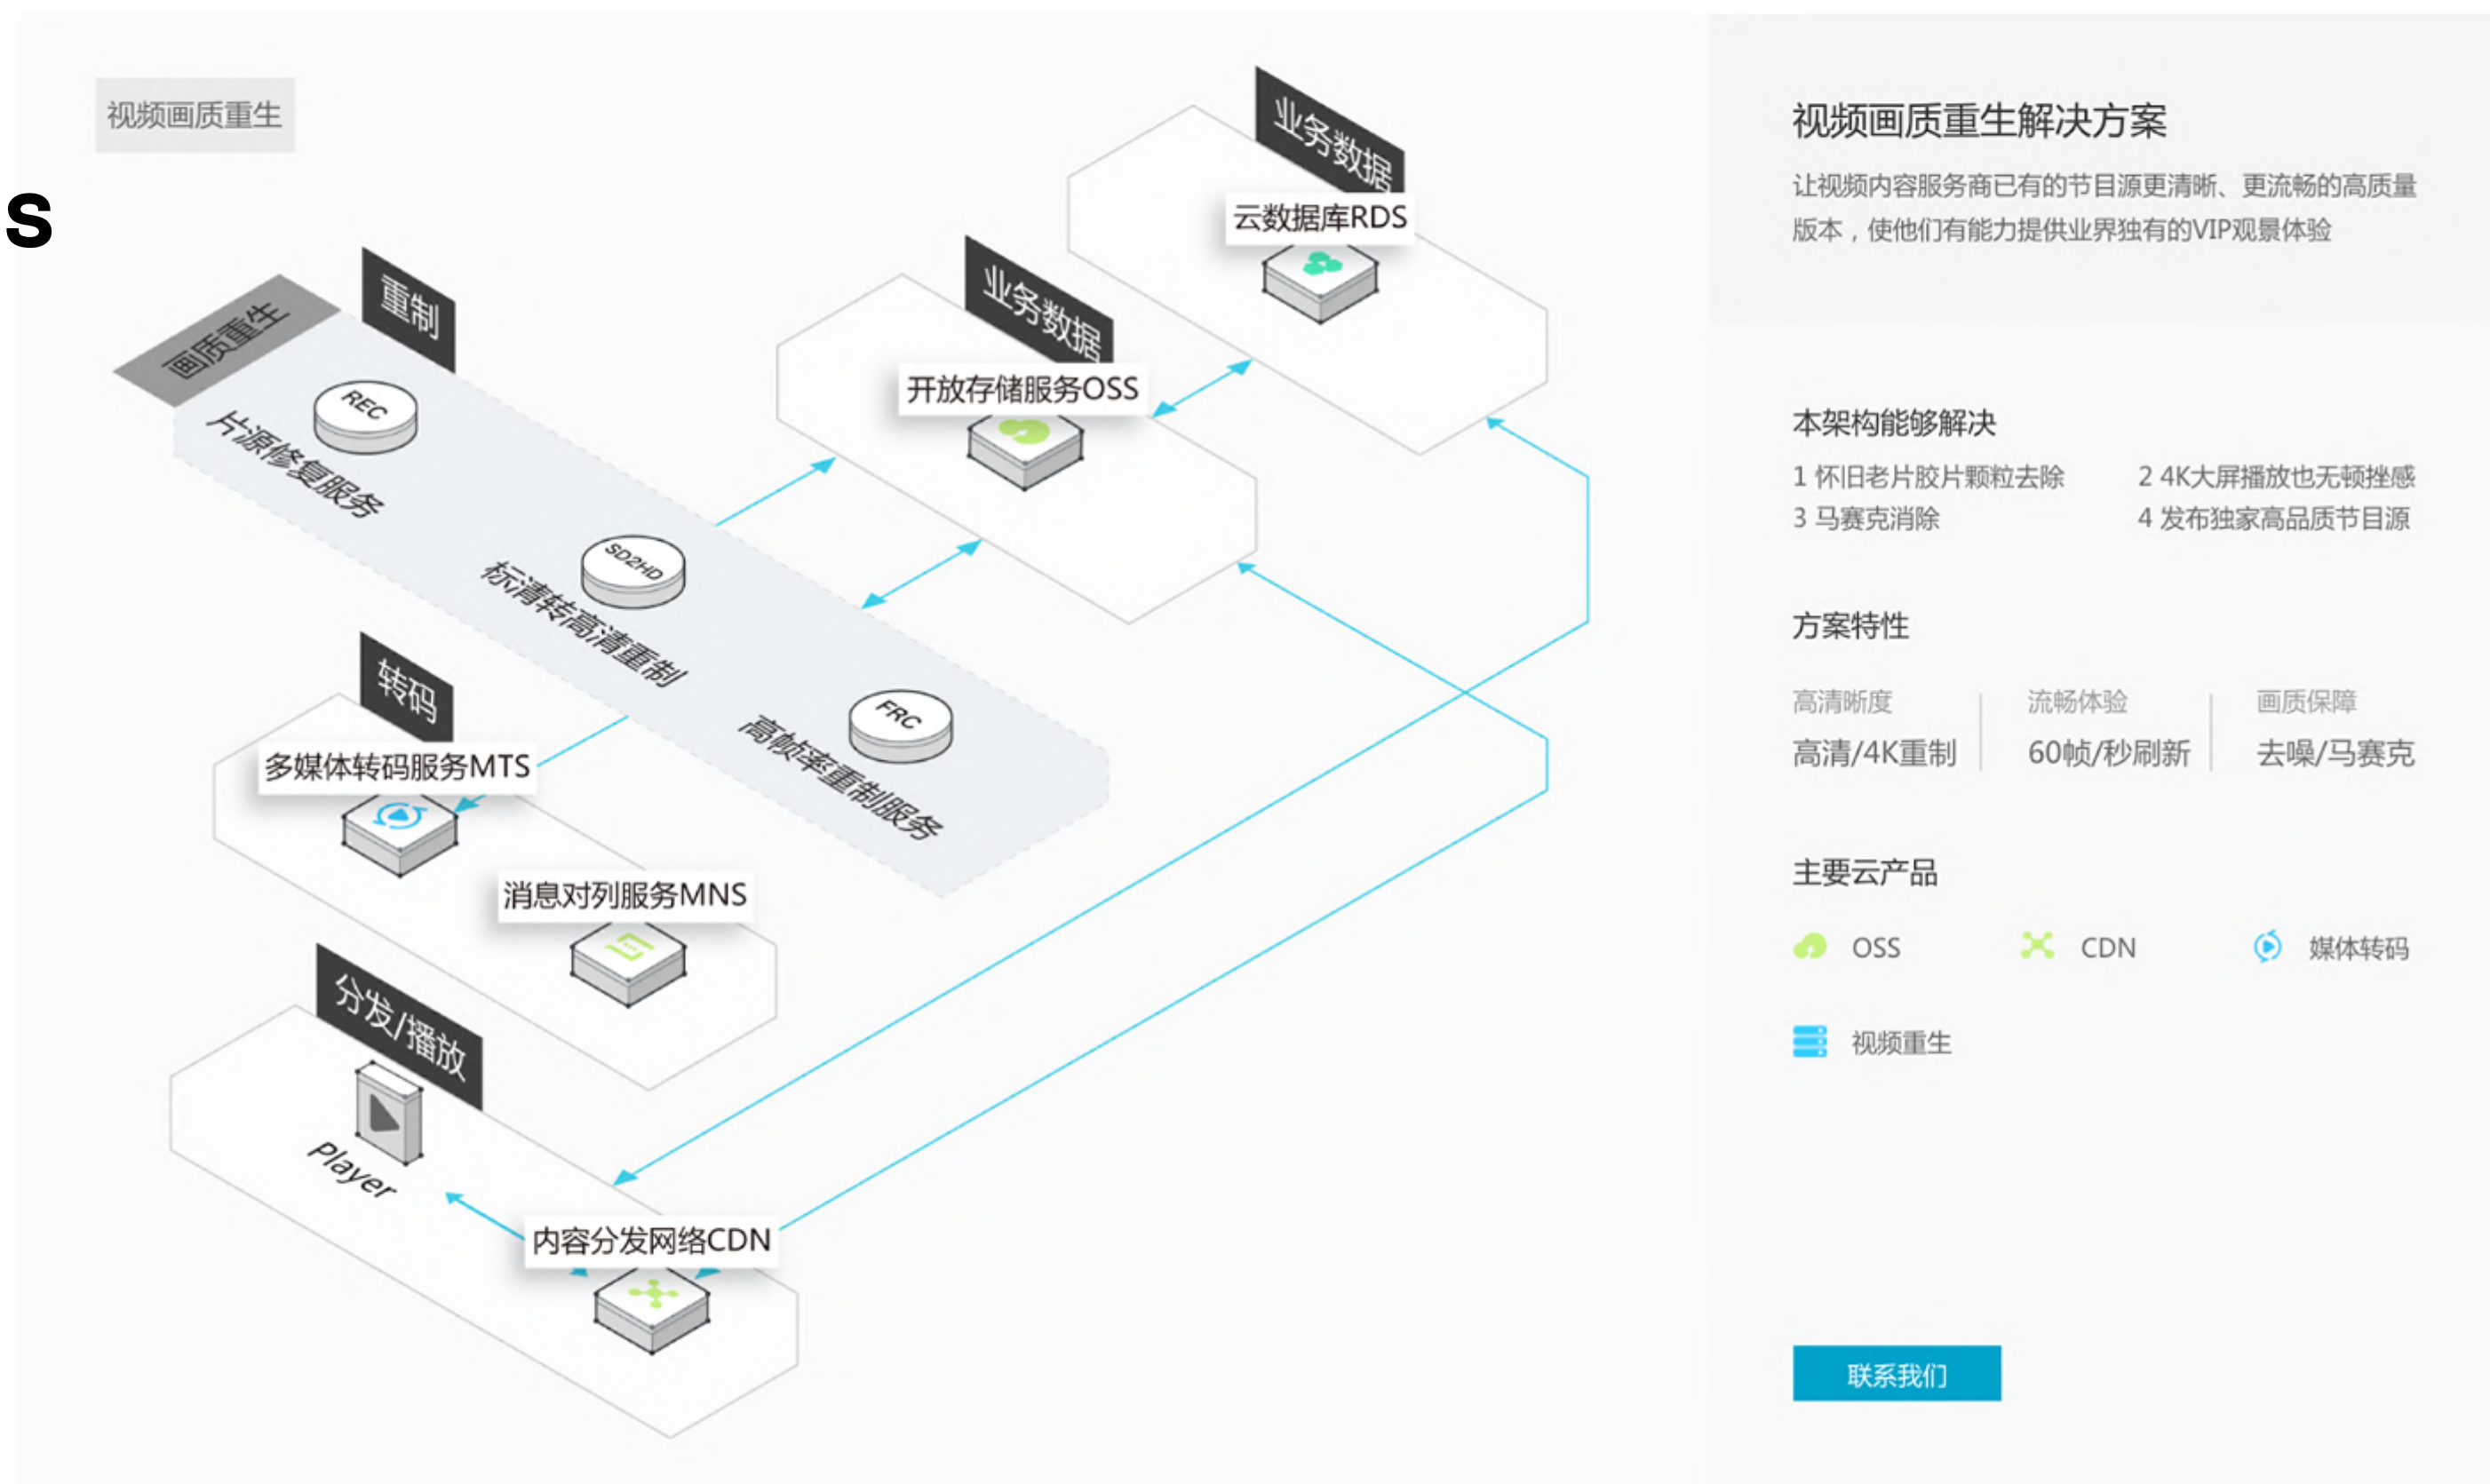 视频画质重生
s
业务数据
云数据库RDS
业务数据
开放存储服务OSS
重制
画质重生
REC
片源修复服务
SD2HD
标清转高清重制
FRC
高帧率重制服务
转码
多媒体转码服务MTS
消息对列服务MNS
分发/播放
Player
内容分发网络CDN
视频画质重生解决方案
让视频内容服务商已有的节目源更清晰、更流畅的高质量
版本，使他们有能力提供业界独有的VIP观景体验
本架构能够解决
1 怀旧老片胶片颗粒去除 2 4K大屏播放也无顿挫感
3 马赛克消除 4 发布独家高品质节目源
方案特性
高清晰度 流畅体验 画质保障
高清/4K重制 60帧/秒刷新 去噪/马赛克
主要云产品
OSS CDN 媒体转码
视频重生
联系我们